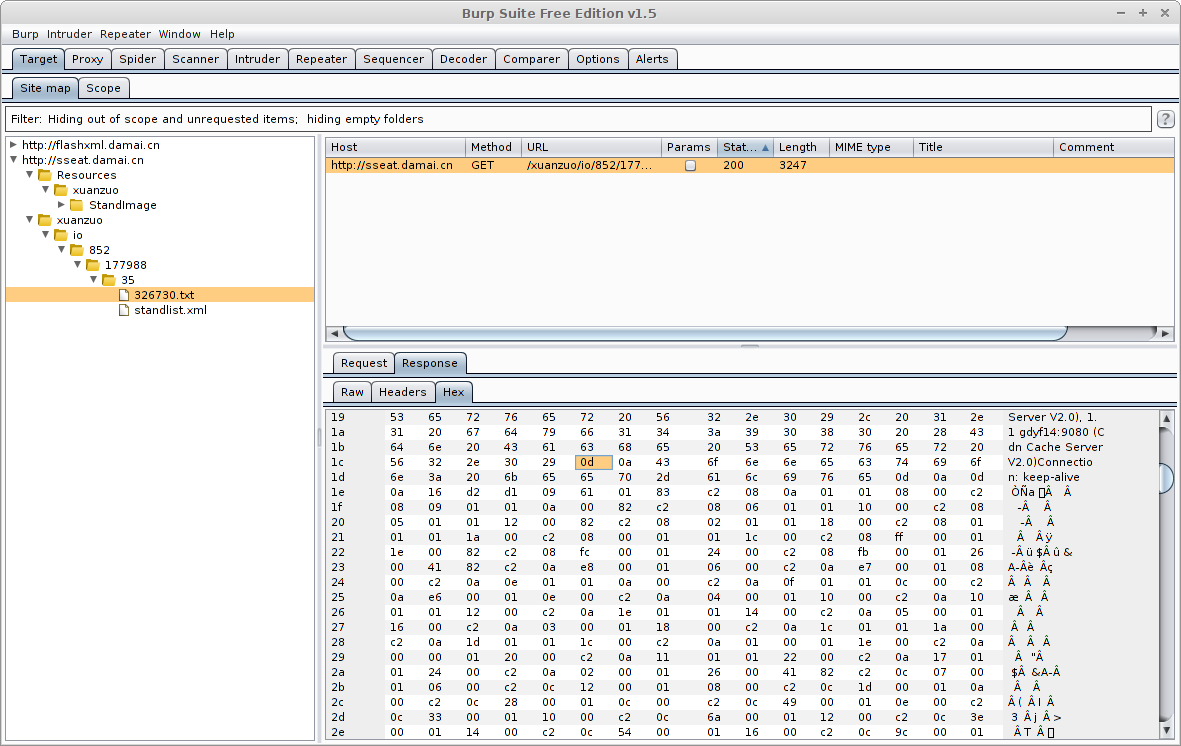 Burp Suite Free Edition v1.5
Burp Intruder Repeater Window Help
Target Proxy Spider Scanner Intruder Repeater Sequencer Decoder Comparer Options Alerts
Site map Scope
Filter: Hiding out of scope and unrequested items; hiding empty folders
?
http://flashxml.damai.cn
http://sseat.damai.cn
Resources
xuanzuo
StandImage
xuanzuo
io
852
177988
35
326730.txt
standlist.xml
Host Method URL Params Stat... Length MIME type Title Comment
http://sseat.damai.cn GET /xuanzuo/io/852/177... 200 3247
Request Response
Raw Headers Hex
19 53 65 72 76 65 72 20 56 32 2e 30 29 2c 20 31 2e Server V2.0), 1.
1a 31 20 67 64 79 66 31 34 3a 39 30 38 30 20 28 43 1 gdyf14:9080 (C
1b 64 6e 20 43 61 63 68 65 20 53 65 72 76 65 72 20 dn Cache Server
1c 56 32 2e 30 29 0d 0a 43 6f 6e 6e 65 63 74 69 6f V2.0)Connectio
1d 6e 3a 20 6b 65 65 70 2d 61 6c 69 76 65 0d 0a 0d n: keep-alive
1e 0a 16 d2 d1 09 61 01 83 c2 08 0a 01 01 08 00 c2 ÒÑa Â Â
1f 08 09 01 01 0a 00 82 c2 08 06 01 01 10 00 c2 08 -Â Â
20 05 01 01 12 00 82 c2 08 02 01 01 18 00 c2 08 01 -Â Â
21 01 01 1a 00 c2 08 00 01 01 1c 00 c2 08 ff 00 01 Â Âÿ
22 1e 00 82 c2 08 fc 00 01 24 00 c2 08 fb 00 01 26 -Âü$Âû&
23 00 41 82 c2 0a e8 00 01 06 00 c2 0a e7 00 01 08 A-Âè Âç
24 00 c2 0a 0e 01 01 0a 00 c2 0a 0f 01 01 0c 00 c2 Â Â Â
25 0a e6 00 01 0e 00 c2 0a 04 00 01 10 00 c2 0a 10 æ Â Â
26 01 01 12 00 c2 0a 1e 01 01 14 00 c2 0a 05 00 01 Â Â
27 16 00 c2 0a 03 00 01 18 00 c2 0a 1c 01 01 1a 00 Â Â
28 c2 0a 1d 01 01 1c 00 c2 0a 01 00 01 1e 00 c2 0a Â Â Â
29 00 00 01 20 00 c2 0a 11 01 01 22 00 c2 0a 17 01 Â "Â
2a 01 24 00 c2 0a 02 00 01 26 00 41 82 c2 0c 07 00 $Â &A-Â
2b 01 06 00 c2 0c 12 00 01 08 00 c2 0c 1d 00 01 0a Â Â
2c 00 c2 0c 28 00 01 0c 00 c2 0c 49 00 01 0e 00 c2 Â( ÂI Â
2d 0c 33 00 01 10 00 c2 0c 6a 00 01 12 00 c2 0c 3e 3 Âj Â>
2e 00 01 14 00 c2 0c 54 00 01 16 00 c2 0c 9c 00 01 ÂT Â